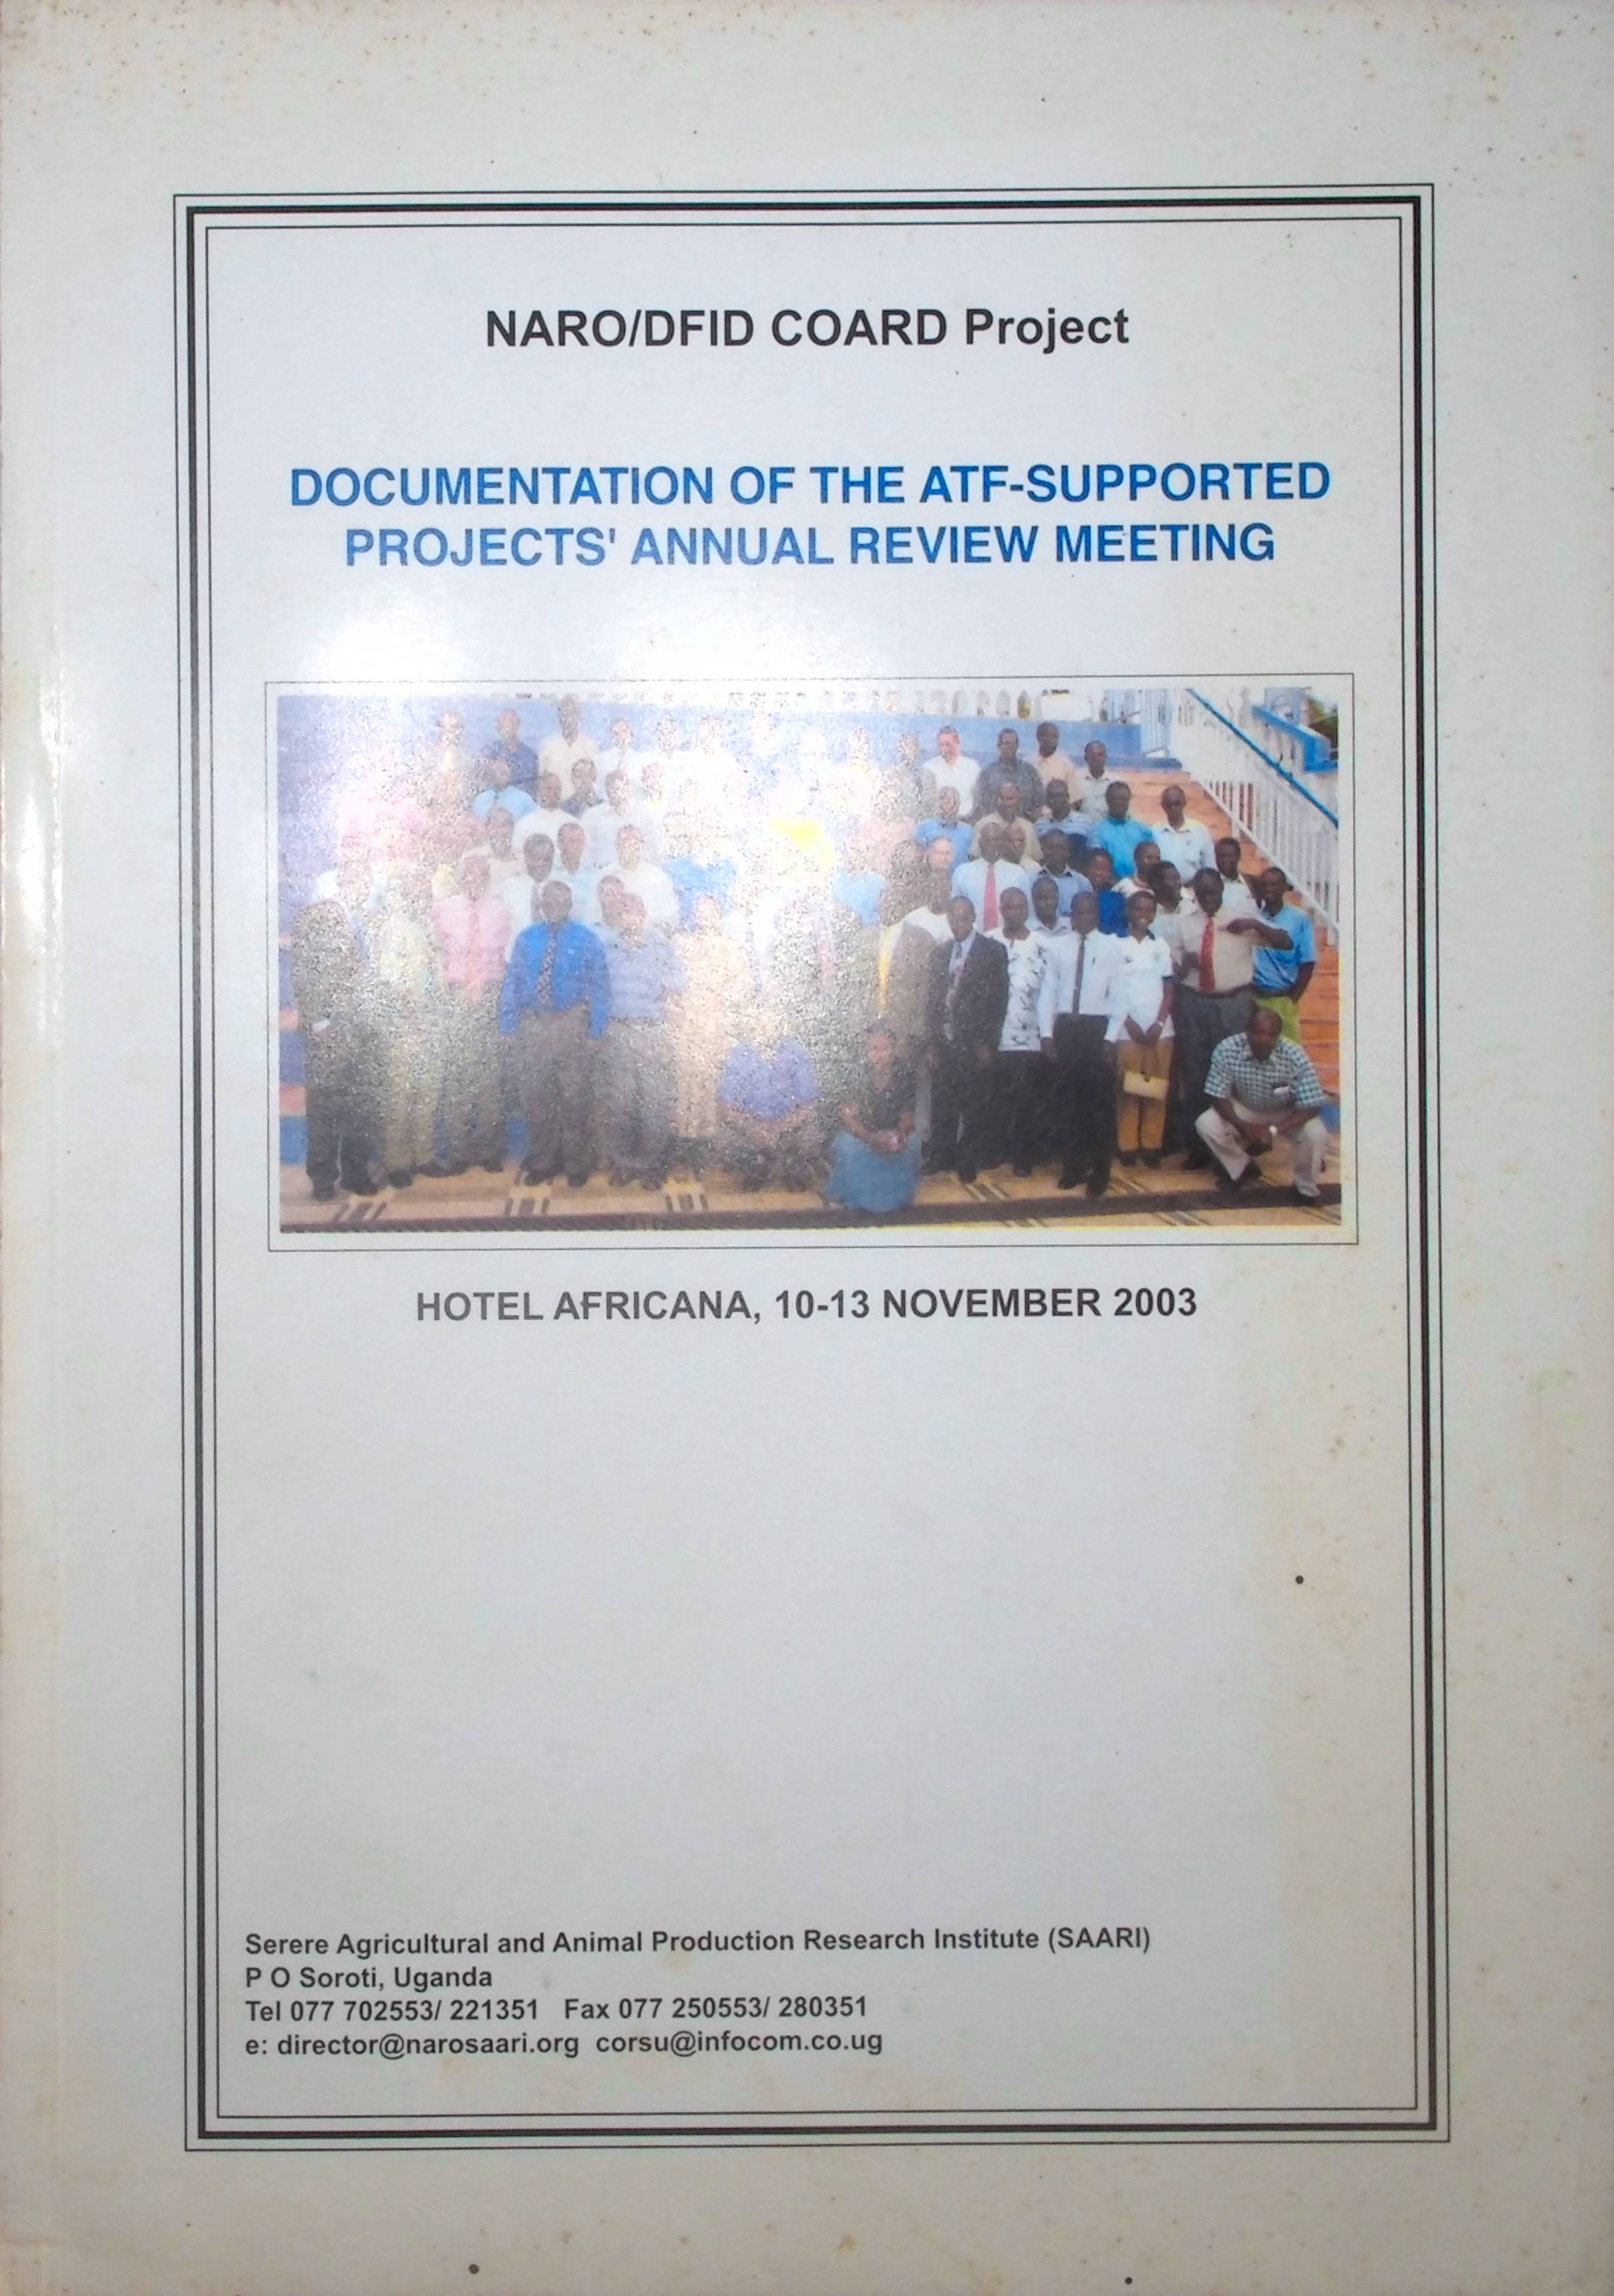 NARO/DFID COARD Project
DOCUMENTATION OF THE ATF-SUPPORTED
PROJECTS' ANNUAL REVIEW MEETING
HOTEL AFRICANA, 10-13 NOVEMBER 2003
Serere Agricultural and Animal Production Research Institute (SAARI)
P O Soroti, Uganda
Tel 077 702553/ 221351 Fax 077 250553/ 280351
e: director@narosaari.org corsu@infocom.co.ug